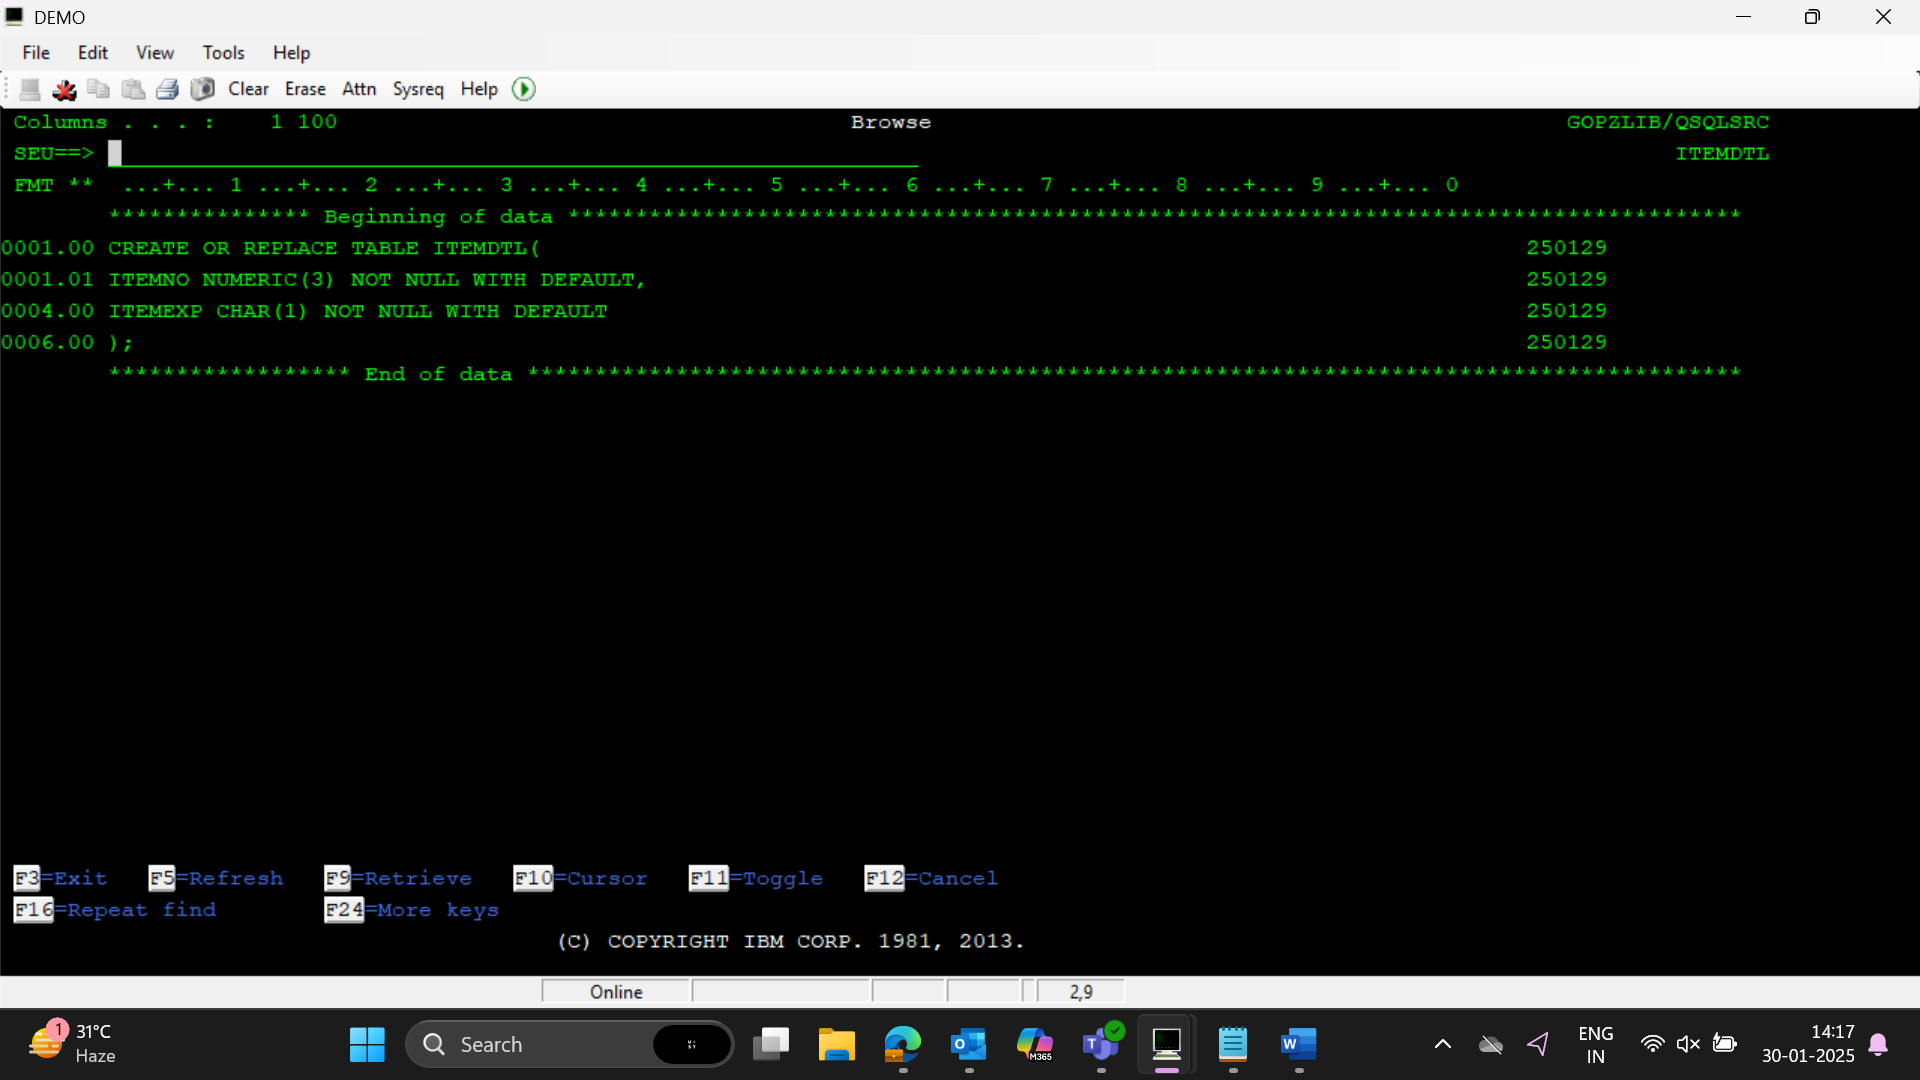 DEMO
File Edit View Tools Help
Clear Erase Attn Sysreq Help
Columns . . . : 1 100 Browse GOPZLIB/QSQLSRC
SEU==> ITEMDTL
FMT ** ...+... 1 ...+... 2 ...+... 3 ...+... 4 ...+... 5 ...+... 6 ...+... 7 ...+... 8 ...+... 9 ...+... 0
*************** Beginning of data ***************************************************************************************
0001.00 CREATE OR REPLACE TABLE ITEMDTL( 250129
0001.01 ITEMNO NUMERIC(3) NOT NULL WITH DEFAULT, 250129
0004.00 ITEMEXP CHAR(1) NOT NULL WITH DEFAULT 250129
0006.00 ); 250129
****************** End of data ******************************************************************************************
F3=Exit F5=Refresh F9=Retrieve F10=Cursor F11=Toggle F12=Cancel
F16=Repeat find F24=More keys
(C) COPYRIGHT IBM CORP. 1981, 2013.
Online 2,9
1 31°C
Haze
Search
M365
ENG
IN
14:17
30-01-2025